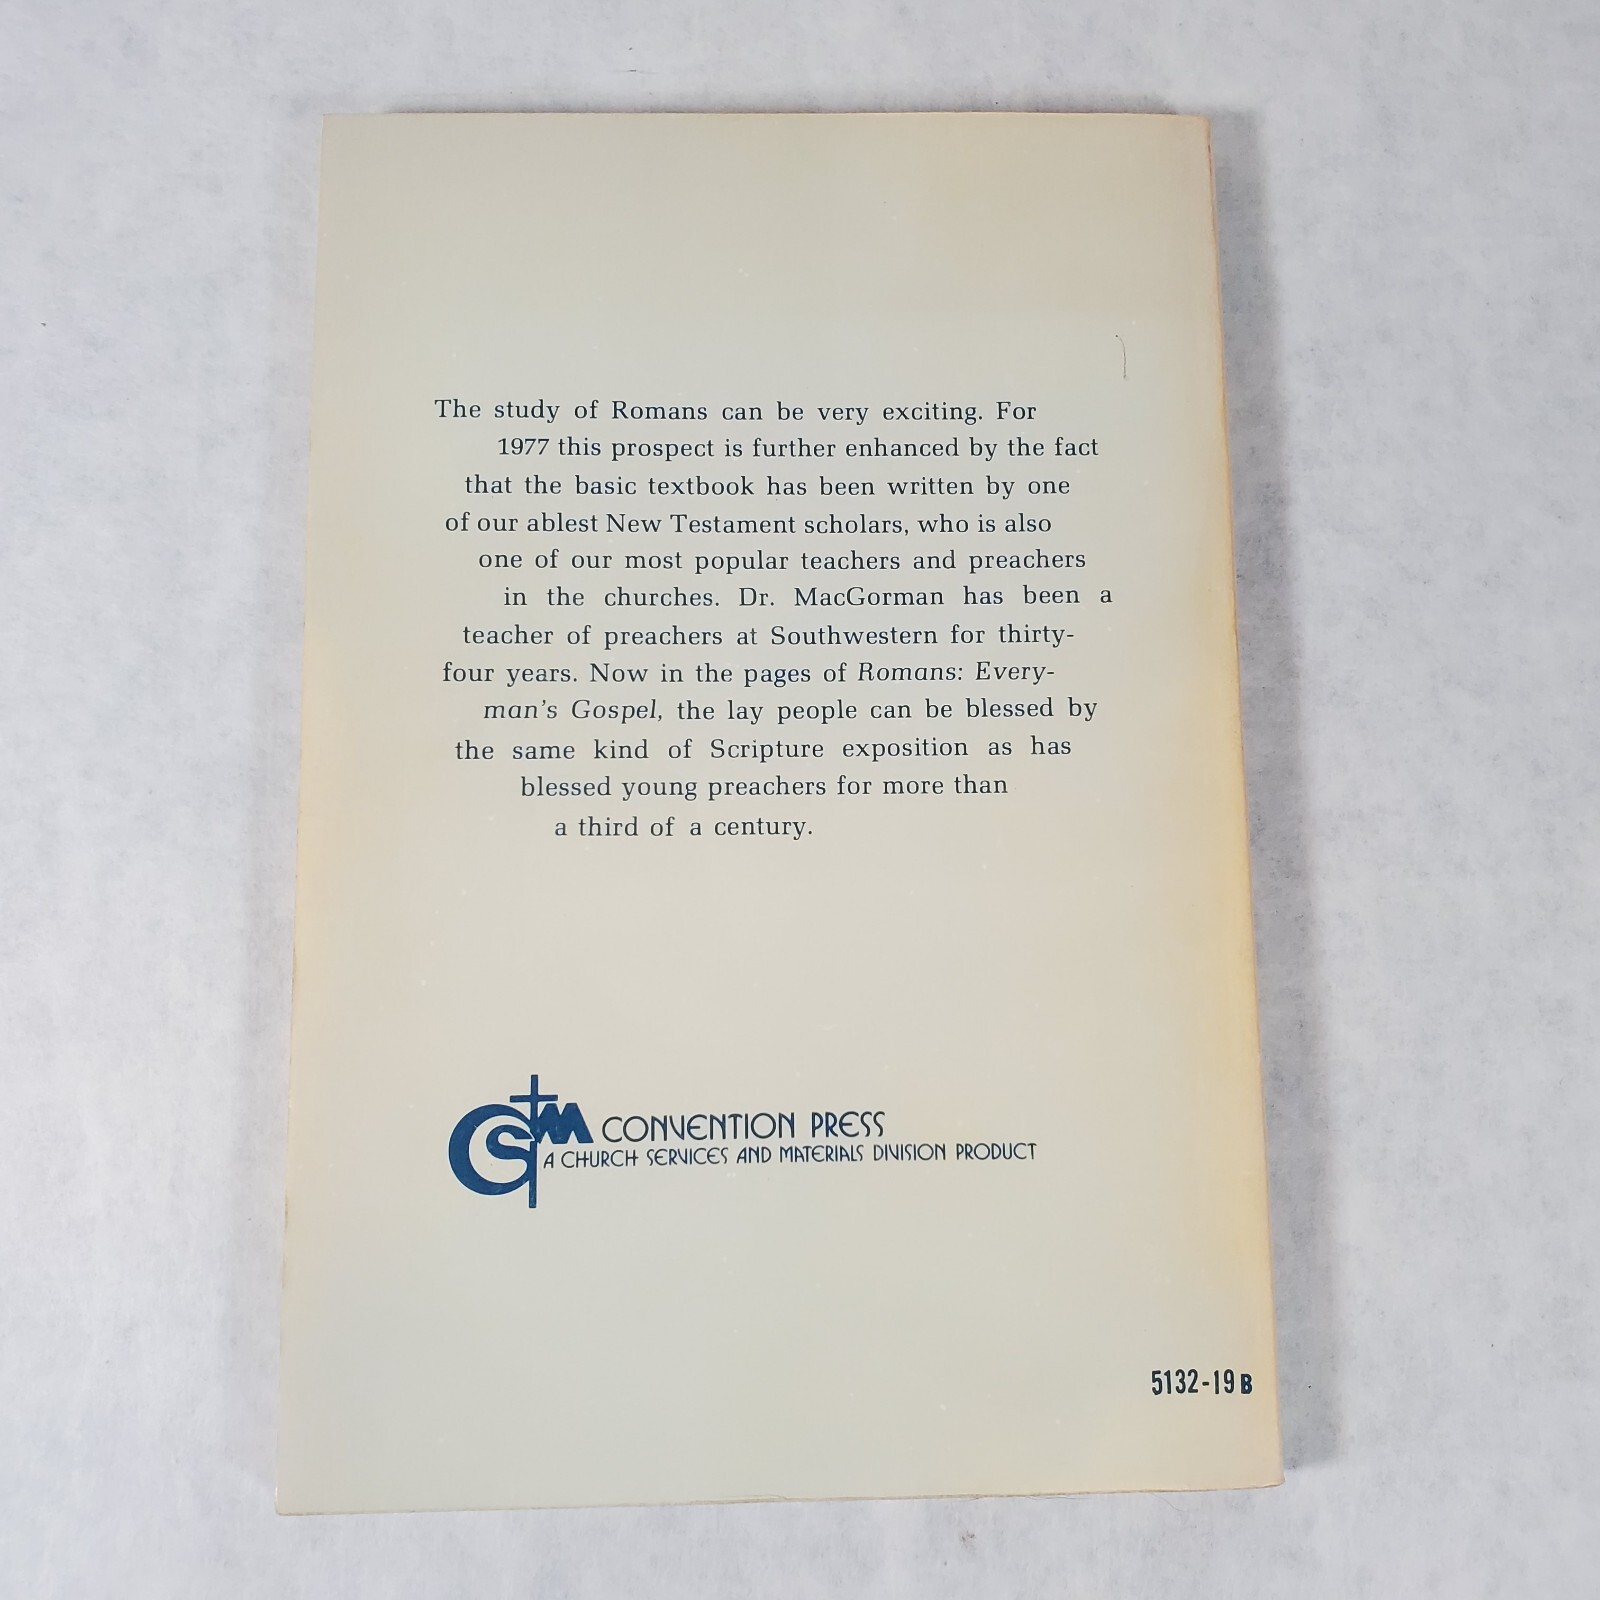 The study of Romans can be very exciting. For
1977 this prospect is further enhanced by the fact
that the basic textbook has been written by one
of our ablest New Testament scholars, who is also
one of our most popular teachers and preachers
in the churches. Dr. MacGorman has been a
teacher of preachers at Southwestern for thirty-
four years. Now in the pages of Romans: Every-
man's Gospel, the lay people can be blessed by
the same kind of Scripture exposition as has
blessed young preachers for more than
a third of a century.
CSM CONVENTION PRESS
A CHURCH SERVICES AND MATERIALS DIVISION PRODUCT
5132-19 B